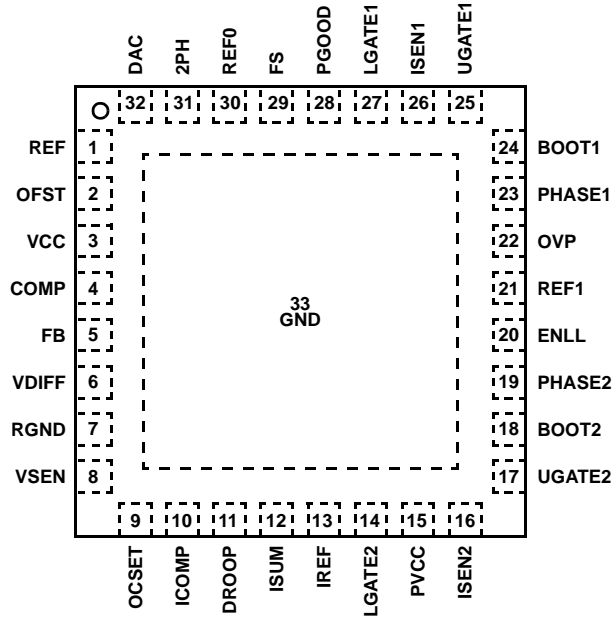 DAC
2PH
REF0
FS
PGOOD
LGATE1
ISEN1
UGATE1
32
31
30
29
28
27
26
25
REF
1
24
BOOT1
OFST
2
23
PHASE1
VCC
3
22
OVP
COMP
4
21
REF1
FB
5
20
ENLL
VDIFF
6
19
PHASE2
RGND
7
18
BOOT2
VSEN
8
17
UGATE2
33
GND
9
10
11
12
13
14
15
16
OCSET
ICOMP
DROOP
ISUM
IREF
LGATE2
PVCC
ISEN2